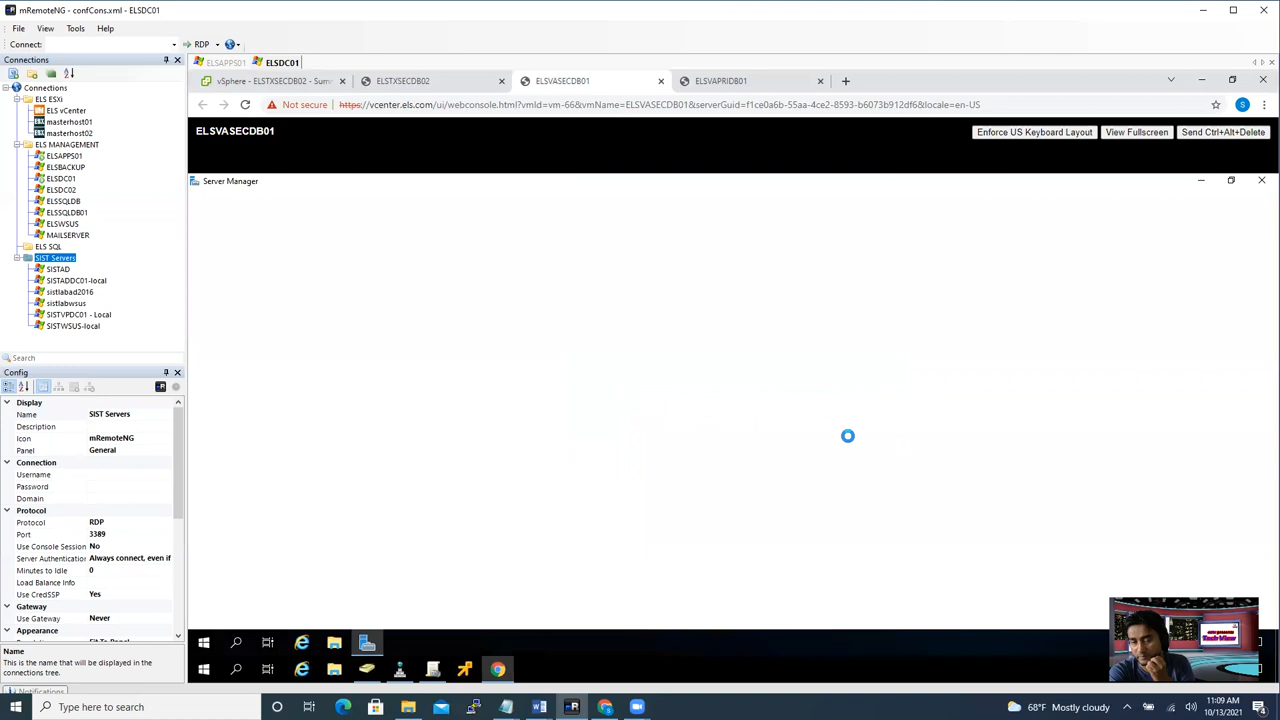 mRemoteNG - confCons.xml - ELSDC01
File View Tools Help
Connect: RDP
Connections
ELSAPPS01 ELSDC01
vSphere - ELSTXSECDB02 - Sum ELSTXSECDB02 ELSVASECDB01 ELSVAPRIDB01
Connections
ELS ESXi
ELS vCenter
masterhost01
masterhost02
ELS MANAGEMENT
ELSAPPS01
ELSBACKUP
ELSDC01
ELSDC02
ELSSQLDB
ELSSQLDB01
ELSWSUS
MAILSERVER
ELS SQL
SIST Servers
SISTAD
SISTADDC01-local
sistlabad2016
sistlabwsus
SISTVPDC01 - Local
SISTWSUS-local
Search
Config
Display
Name SIST Servers
Description
Icon mRemoteNG
Panel General
Connection
Username
Password
Domain
Protocol
Protocol RDP
Port 3389
Use Console Session No
Server Authentication Always connect, even if
Minutes to Idle 0
Load Balance Info
Use CredSSP Yes
Gateway
Use Gateway Never
Appearance
Name
This is the name that will be displayed in the
connections tree.
Notifications
Not secure https://vcenter.els.com/ui/webconsole.html?vmId=vm-66&vmName=ELSVASECDB01&serverGuid=
&locale=en-US
ELSVASECDB01 Enforce US Keyboard Layout View Fullscreen Send Ctrl+Alt+Delete
Server Manager
Tech View
Type here to search
68°F Mostly cloudy
11:09 AM
10/13/2021
4